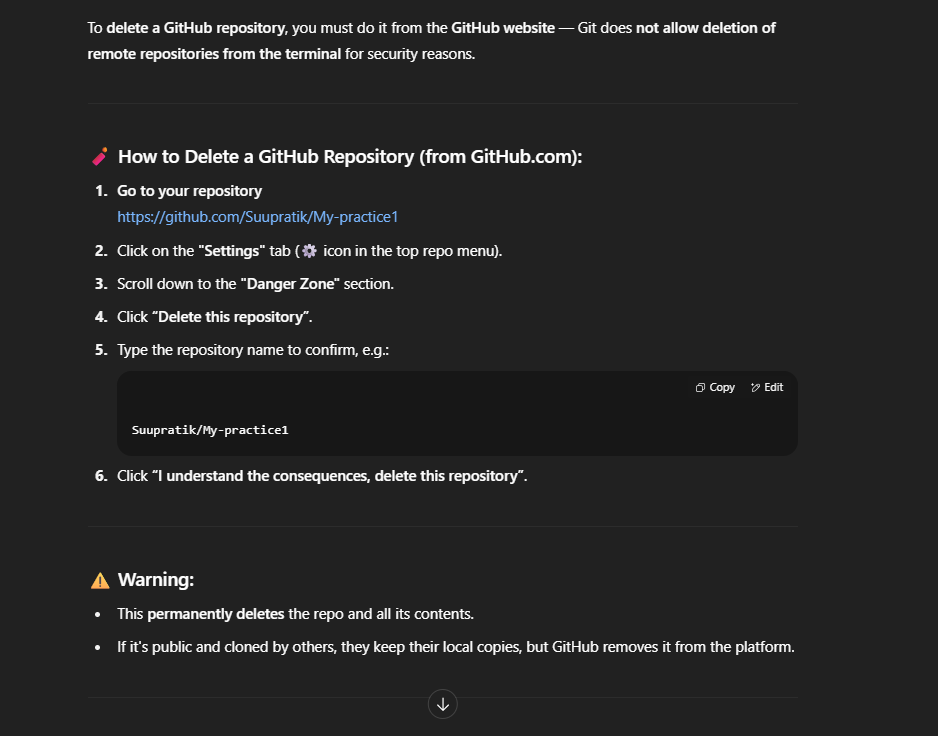 To delete a GitHub repository, you must do it from the GitHub website — Git does not allow deletion of
remote repositories from the terminal for security reasons.
How to Delete a GitHub Repository (from GitHub.com):
1. Go to your repository
https://github.com/Suupratik/My-practice1
2. Click on the "Settings" tab (⚙️ icon in the top repo menu).
3. Scroll down to the "Danger Zone" section.
4. Click “Delete this repository”.
5. Type the repository name to confirm, e.g.:
Copy Edit
Suupratik/My-practice1
6. Click “I understand the consequences, delete this repository”.
⚠️ Warning:
• This permanently deletes the repo and all its contents.
• If it's public and cloned by others, they keep their local copies, but GitHub removes it from the platform.